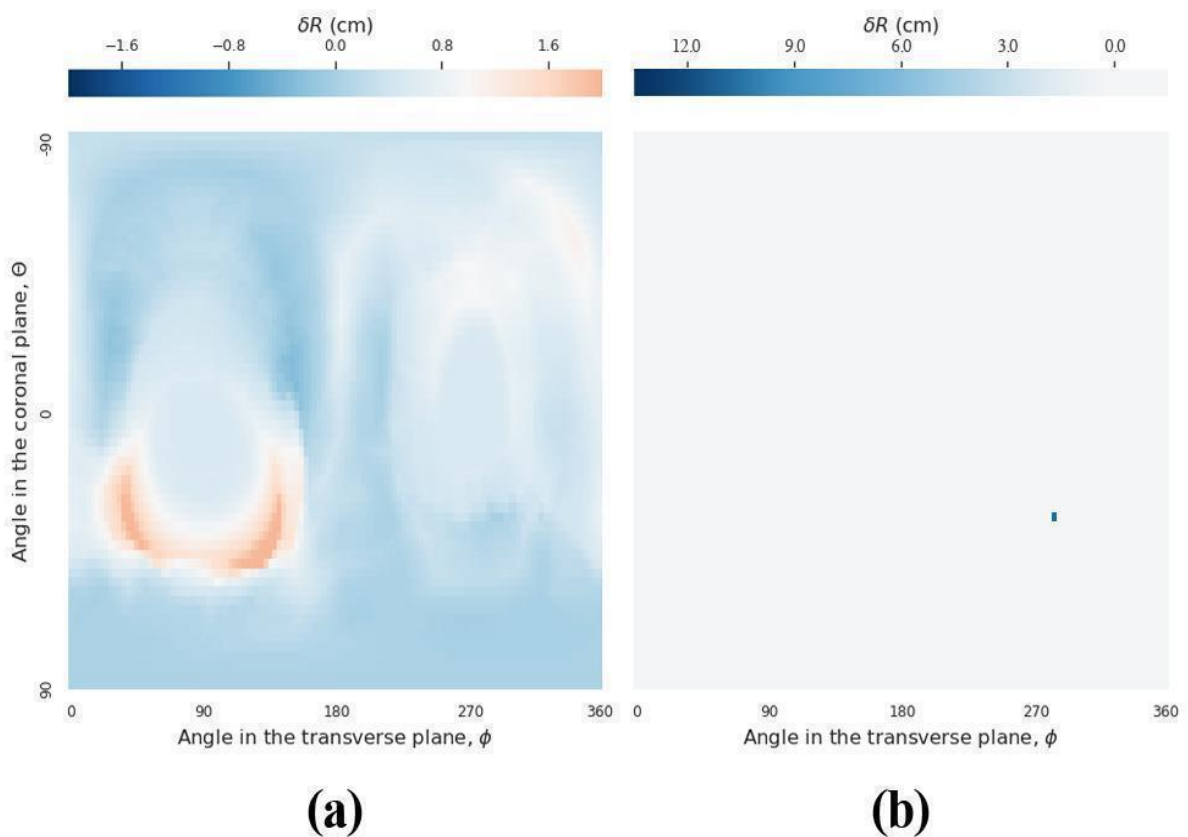 δR (cm)
−1.6 −0.8 0.0 0.8 1.6
-90
0
90
Angle in the coronal plane, Θ
0 90 180 270 360
Angle in the transverse plane, ϕ
(a)
δR (cm)
12.0 9.0 6.0 3.0 0.0
0 90 180 270 360
Angle in the transverse plane, ϕ
(b)